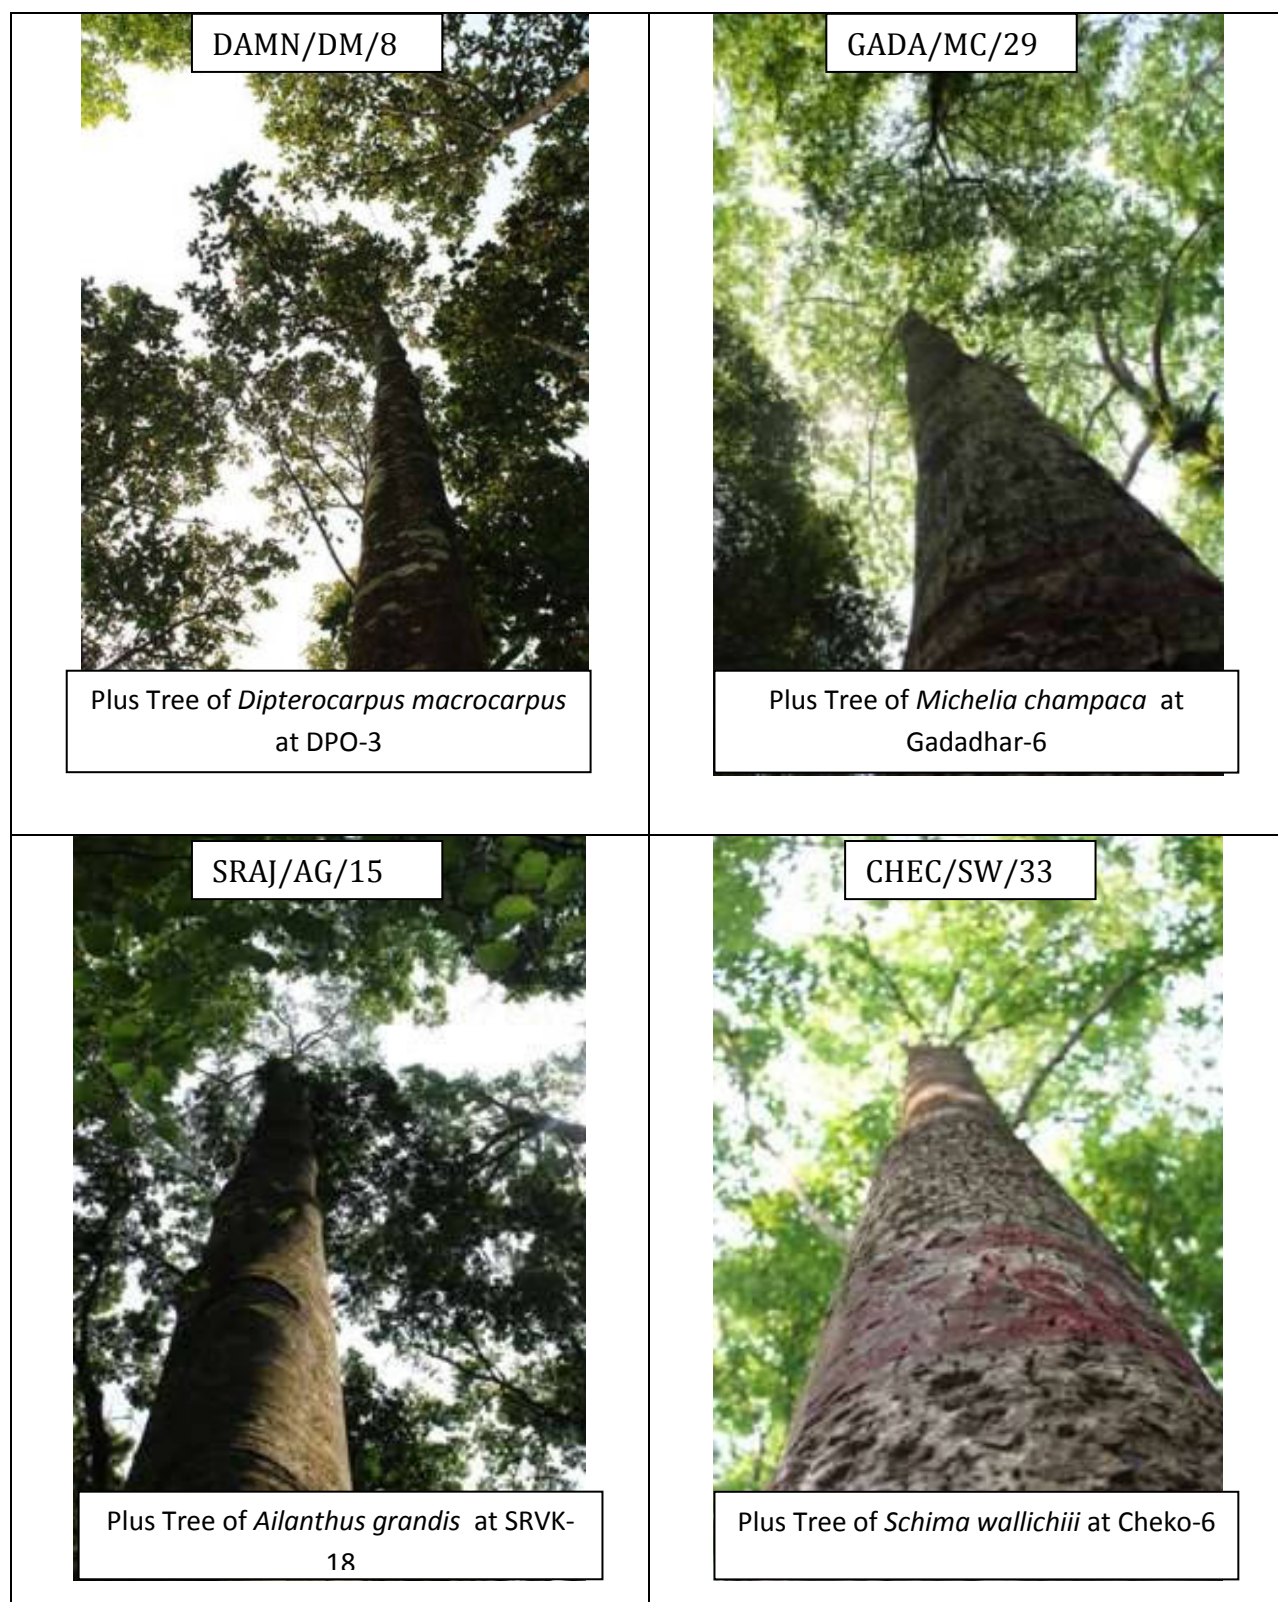 DAMN/DM/8
Plus Tree of Dipterocarpus macrocarpus
at DPO-3
GADA/MC/29
Plus Tree of Michelia champaca at
Gadadhar-6
SRAJ/AG/15
Plus Tree of Ailanthus grandis at SRVK-
18
CHEC/SW/33
Plus Tree of Schima wallichiii at Cheko-6